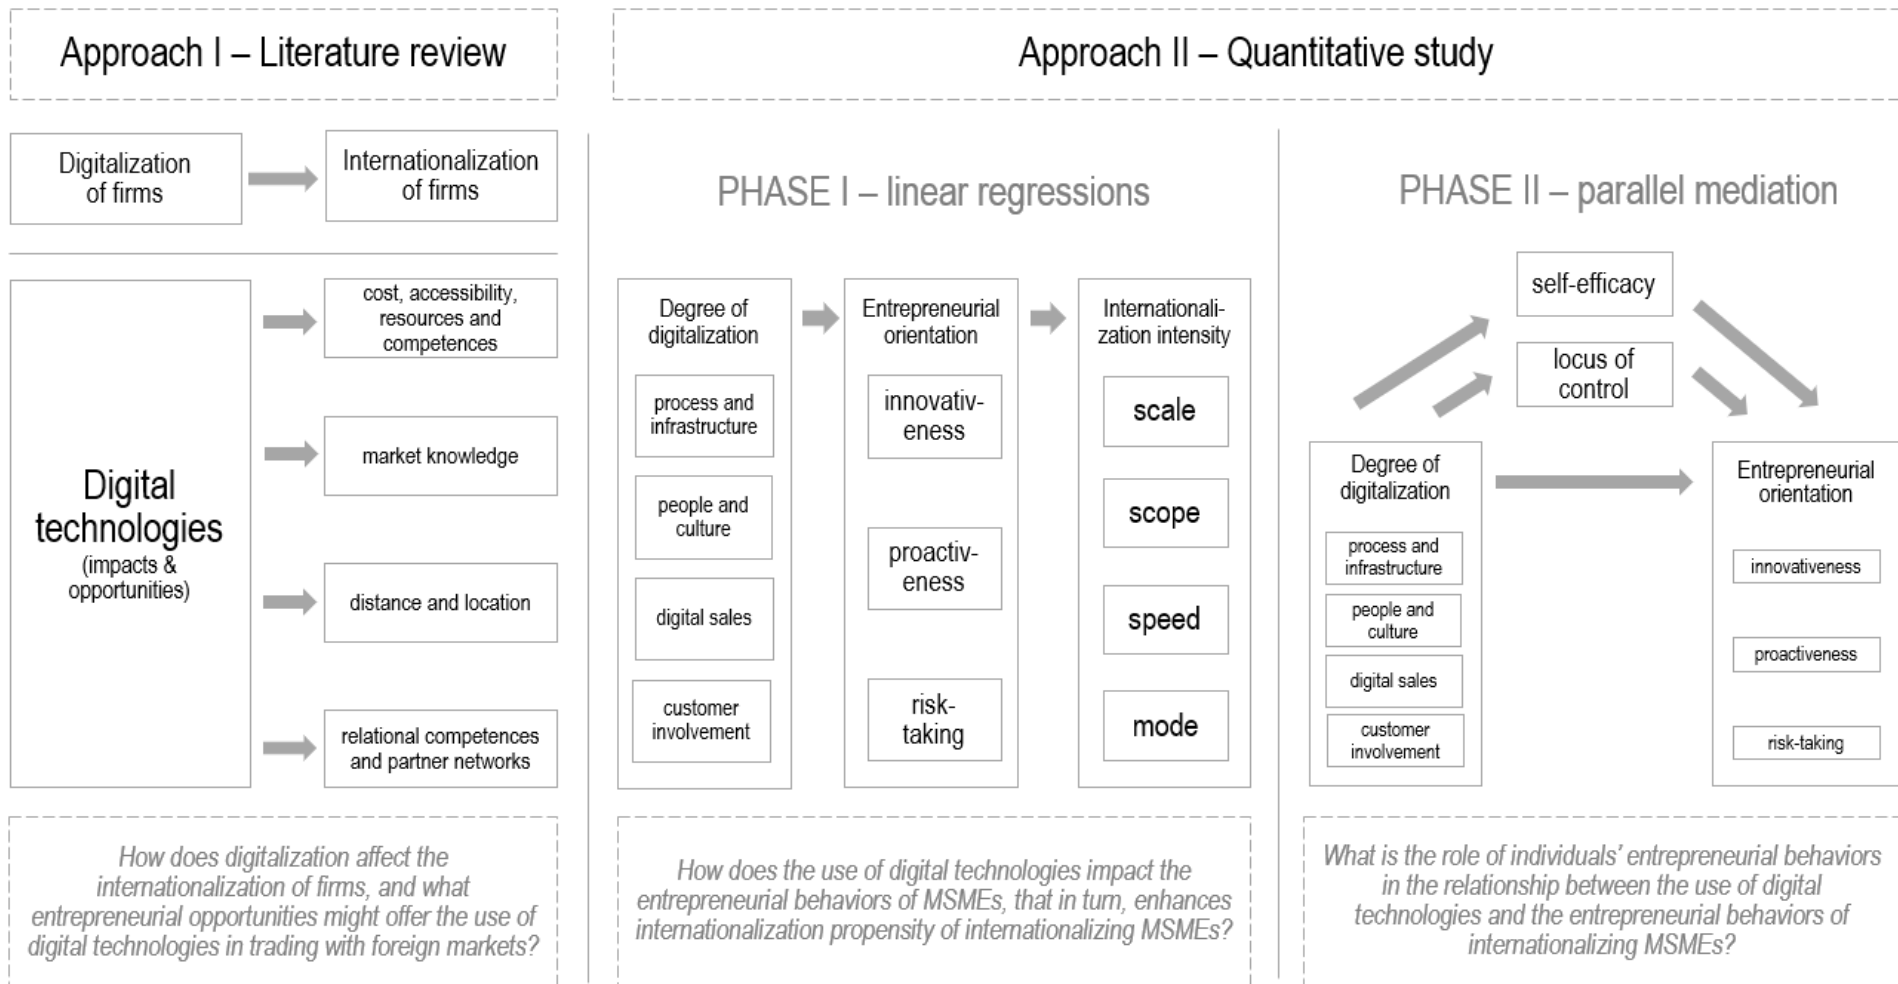 Approach I – Literature review
Digitalization
of firms
Internationalization
of firms
Digital
technologies
(impacts &
opportunities)
cost, accessibility,
resources and
competences
market knowledge
distance and location
relational competences
and partner networks
How does digitalization affect the
internationalization of firms, and what
entrepreneurial opportunities might offer the use of
digital technologies in trading with foreign markets?
Approach II – Quantitative study
PHASE I – linear regressions
Degree of
digitalization
process and
infrastructure
people and
culture
digital sales
customer
involvement
Entrepreneurial
orientation
innovativ-
eness
proactiv-
eness
risk-
taking
Internationali-
zation intensity
scale
scope
speed
mode
How does the use of digital technologies impact the
entrepreneurial behaviors of MSMEs, that in turn, enhances
internationalization propensity of internationalizing MSMEs?
PHASE II – parallel mediation
self-efficacy
locus of
control
Degree of
digitalization
process and
infrastructure
people and
culture
digital sales
customer
involvement
Entrepreneurial
orientation
innovativeness
proactiveness
risk-taking
What is the role of individuals' entrepreneurial behaviors
in the relationship between the use of digital
technologies and the entrepreneurial behaviors of
internationalizing MSMEs?